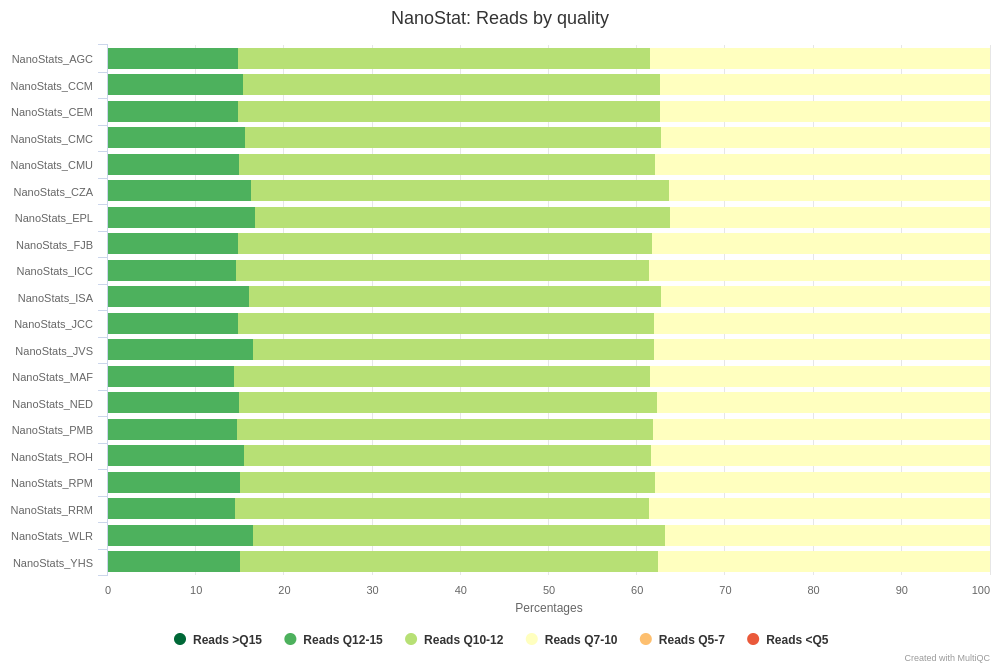 NanoStat: Reads by quality
NanoStats_AGC
NanoStats_CCM
NanoStats_CEM
NanoStats_CMC
NanoStats_CMU
NanoStats_CZA
NanoStats_EPL
NanoStats_FJB
NanoStats_ICC
NanoStats_ISA
NanoStats_JCC
NanoStats_JVS
NanoStats_MAF
NanoStats_NED
NanoStats_PMB
NanoStats_ROH
NanoStats_RPM
NanoStats_RRM
NanoStats_WLR
NanoStats_YHS
0 10 20 30 40 50 60 70 80 90 100
Percentages
Reads >Q15 Reads Q12-15 Reads Q10-12 Reads Q7-10 Reads Q5-7 Reads <Q5
Created with MultiQC